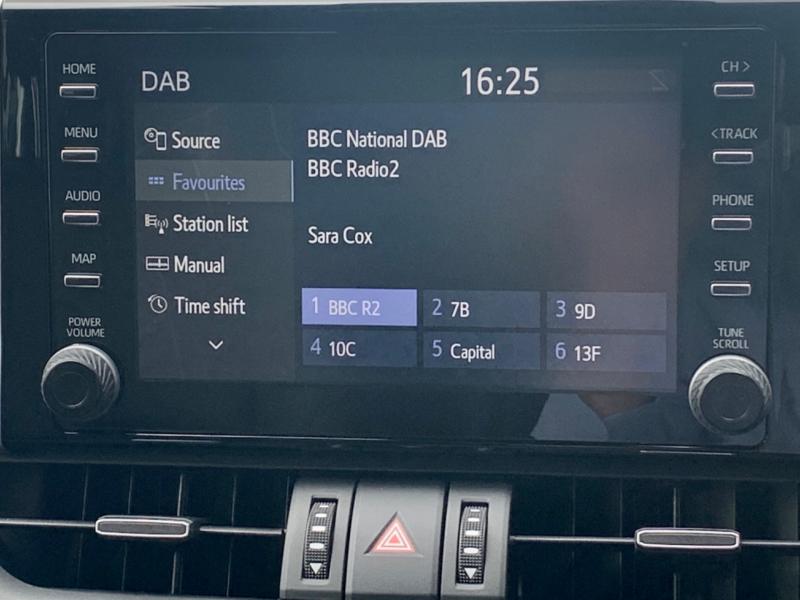 HOME
MENU
AUDIO
MAP
POWER
VOLUME
DAB
16:25
Source
Favourites
Station list
Manual
Time shift
BBC National DAB
BBC Radio2
Sara Cox
1 BBC R2
2 7B
3 9D
4 10C
5 Capital
6 13F
CH >
< TRACK
PHONE
SETUP
TUNE
SCROLL